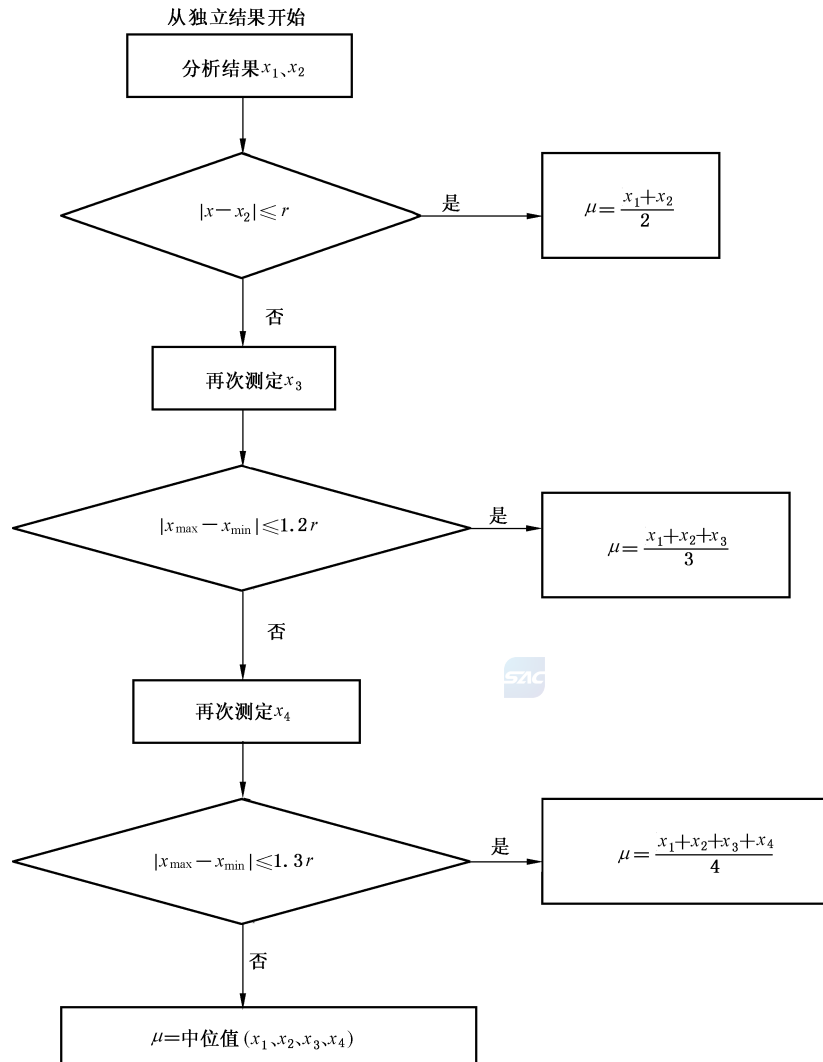 从独立结果开始
分析结果x₁、x₂
|x－x₂|≤r
是
μ＝(x₁＋x₂)/2
否
再次测定x₃
|xmax－xmin|≤1.2r
是
μ＝(x₁＋x₂＋x₃)/3
否
SAC
再次测定x₄
|xmax－xmin|≤1.3r
是
μ＝(x₁＋x₂＋x₃＋x₄)/4
否
μ＝中位值(x₁、x₂、x₃、x₄)